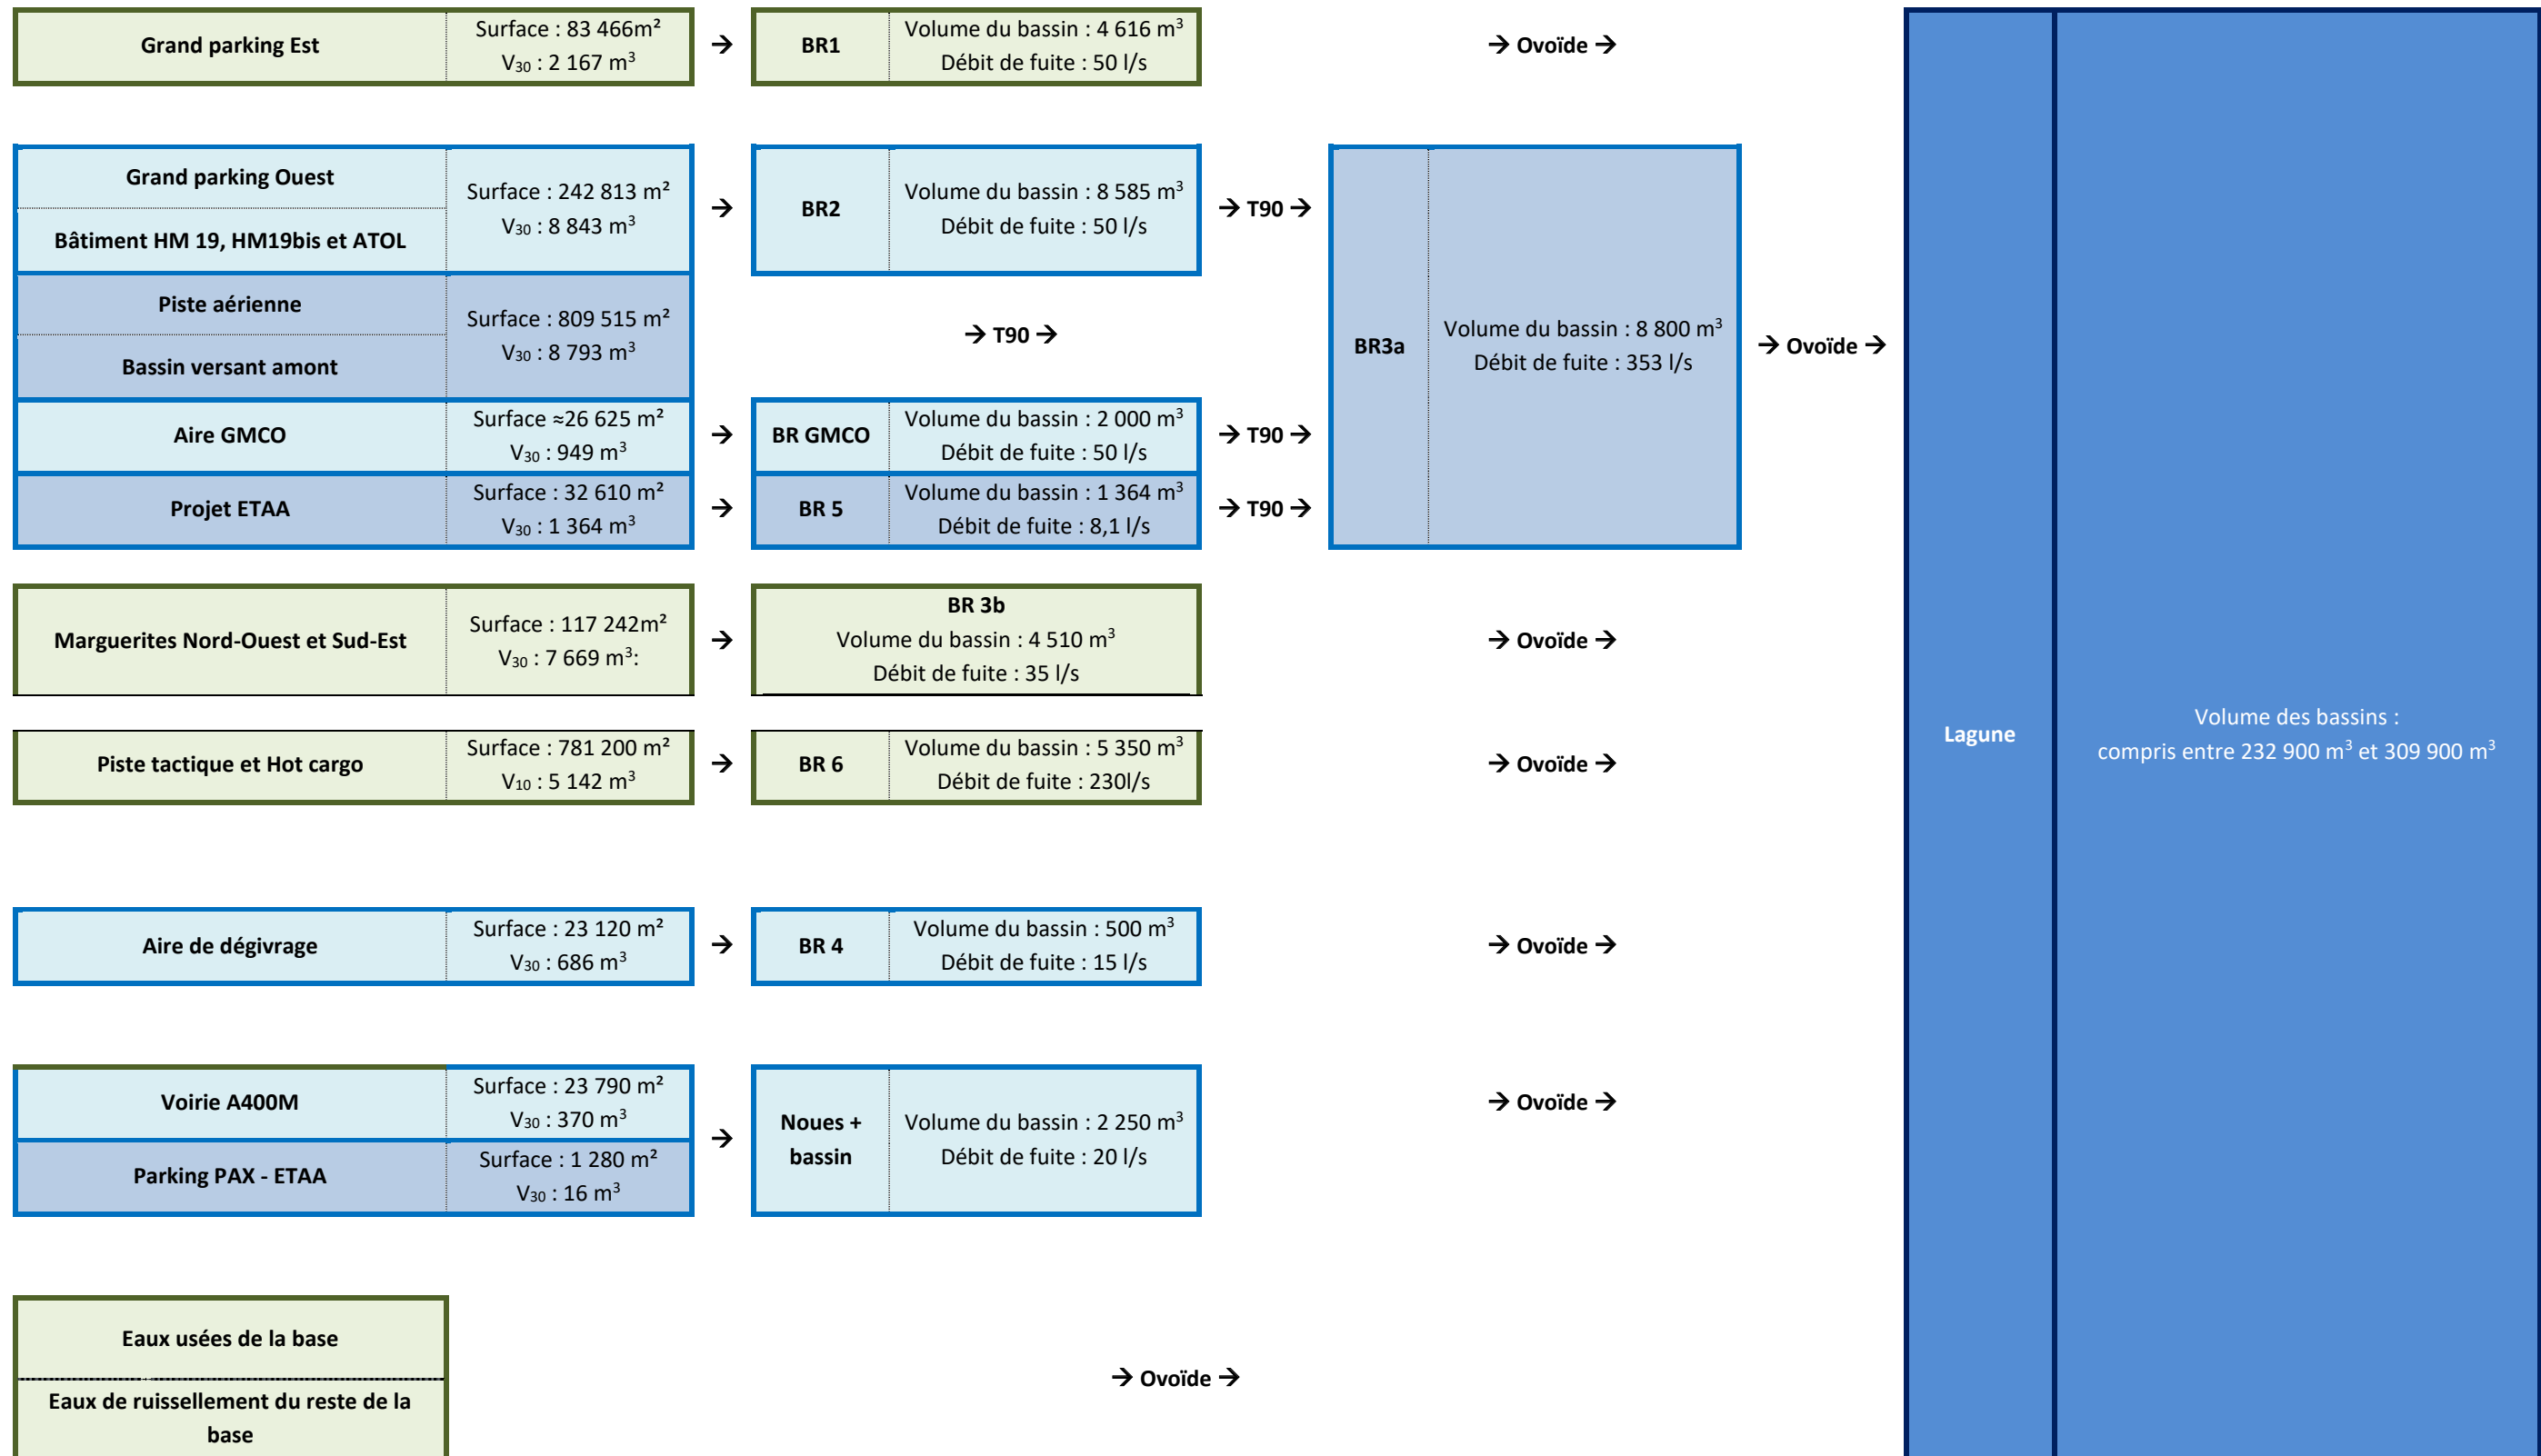 Grand parking Est
Surface : 83 466m²
V₃₀ : 2 167 m³
→
BR1
Volume du bassin : 4 616 m³
Débit de fuite : 50 l/s
→ Ovoïde →
Grand parking Ouest
Bâtiment HM 19, HM19bis et ATOL
Surface : 242 813 m²
V₃₀ : 8 843 m³
→
BR2
Volume du bassin : 8 585 m³
Débit de fuite : 50 l/s
→ T90 →
Piste aérienne
Bassin versant amont
Surface : 809 515 m²
V₃₀ : 8 793 m³
→ T90 →
Aire GMCO
Surface ≈26 625 m²
V₃₀ : 949 m³
→
BR GMCO
Volume du bassin : 2 000 m³
Débit de fuite : 50 l/s
→ T90 →
Projet ETAA
Surface : 32 610 m²
V₃₀ : 1 364 m³
→
BR 5
Volume du bassin : 1 364 m³
Débit de fuite : 8,1 l/s
→ T90 →
BR3a
Volume du bassin : 8 800 m³
Débit de fuite : 353 l/s
→ Ovoïde →
Marguerites Nord-Ouest et Sud-Est
Surface : 117 242m²
V₃₀ : 7 669 m³:
→
BR 3b
Volume du bassin : 4 510 m³
Débit de fuite : 35 l/s
→ Ovoïde →
Piste tactique et Hot cargo
Surface : 781 200 m²
V₁₀ : 5 142 m³
→
BR 6
Volume du bassin : 5 350 m³
Débit de fuite : 230l/s
→ Ovoïde →
Aire de dégivrage
Surface : 23 120 m²
V₃₀ : 686 m³
→
BR 4
Volume du bassin : 500 m³
Débit de fuite : 15 l/s
→ Ovoïde →
Voirie A400M
Surface : 23 790 m²
V₃₀ : 370 m³
Parking PAX - ETAA
Surface : 1 280 m²
V₃₀ : 16 m³
→
Noues +
bassin
Volume du bassin : 2 250 m³
Débit de fuite : 20 l/s
→ Ovoïde →
Eaux usées de la base
Eaux de ruissellement du reste de la
base
→ Ovoïde →
Lagune
Volume des bassins :
compris entre 232 900 m³ et 309 900 m³